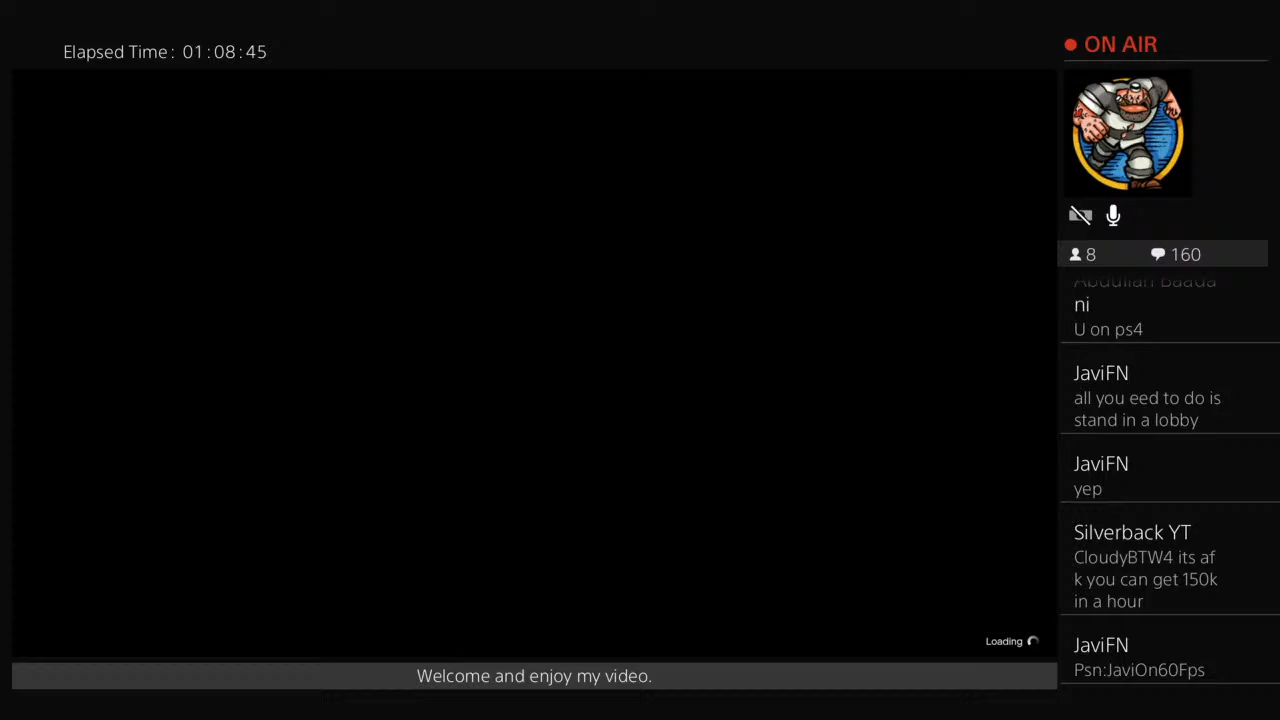 Elapsed Time: 01:08:45
ON AIR
8 160
Abdullah Baada
ni
U on ps4
JaviFN
all you eed to do is
stand in a lobby
JaviFN
yep
Silverback YT
CloudyBTW4 its af
k you can get 150k
in a hour
JaviFN
Psn:JaviOn60Fps
Loading
Welcome and enjoy my video.